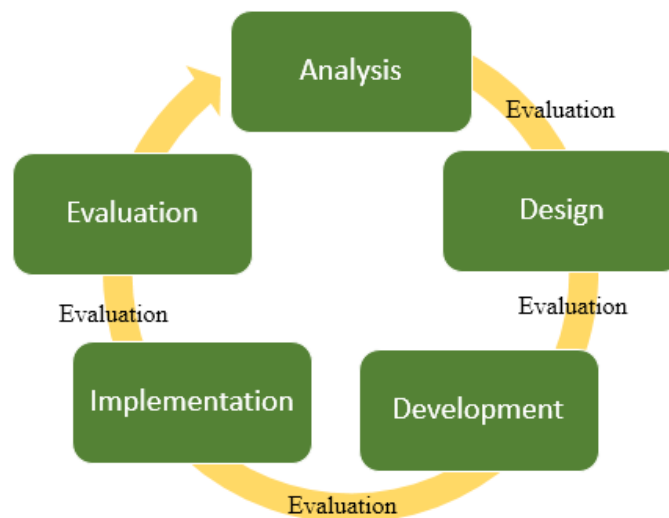 Analysis
Evaluation
Design
Evaluation
Development
Evaluation
Implementation
Evaluation
Evaluation